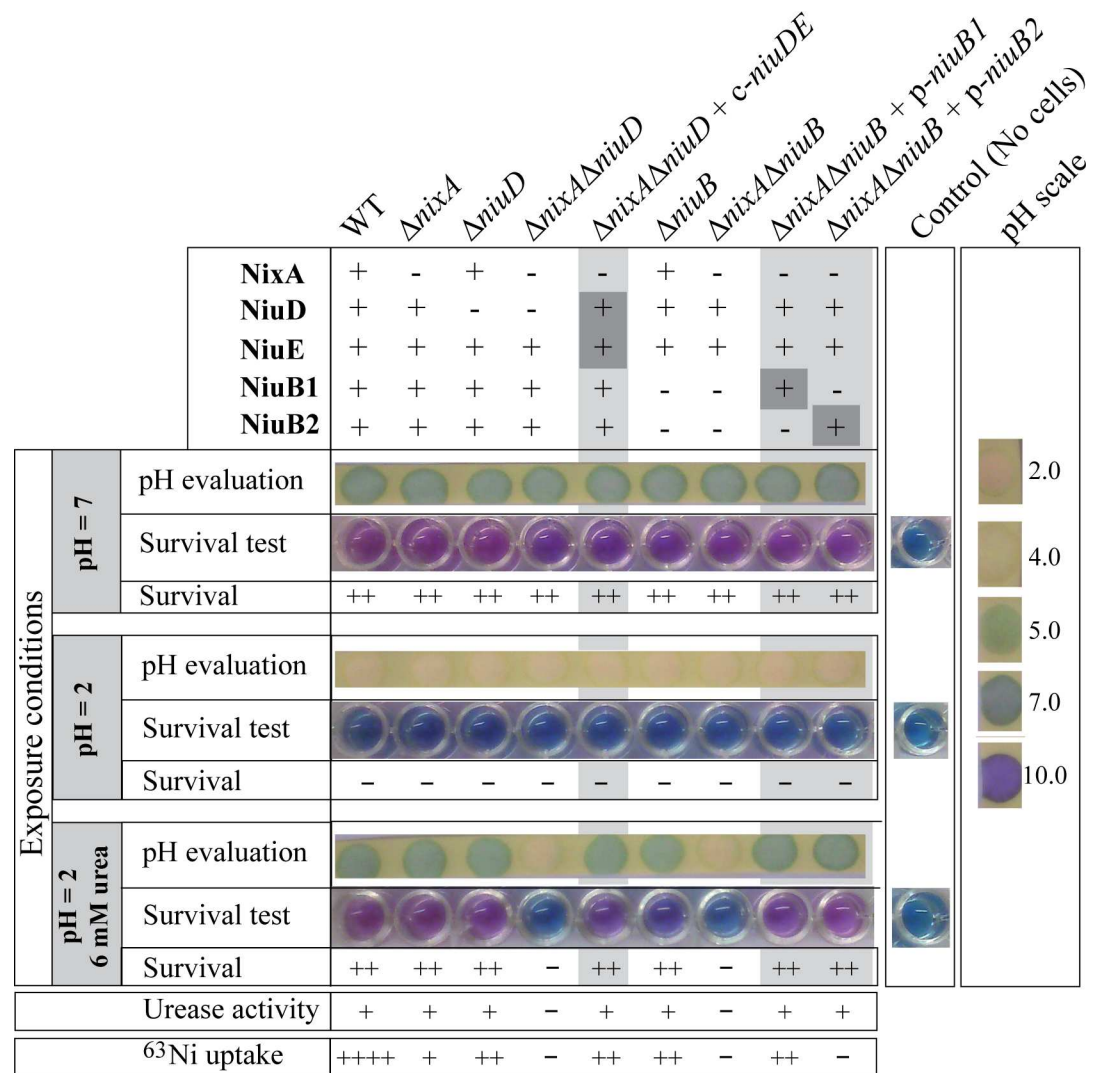 WT
ΔnixA
ΔniuD
ΔnixAΔniuD
ΔnixAΔniuD + c-niuDE
ΔniuB
ΔnixAΔniuB
ΔnixAΔniuB + p-niuB1
ΔnixAΔniuB + p-niuB2
Control (No cells)
pH scale
NixA + - + - - + - - -
NiuD + + - - + + + + +
NiuE + + + + + + + + +
NiuB1 + + + + + - - + -
NiuB2 + + + + + - - - +
Exposure conditions
pH = 7
pH evaluation
Survival test
Survival ++ ++ ++ ++ ++ ++ ++ ++ ++
pH = 2
pH evaluation
Survival test
Survival – – – – – – – – –
pH = 2
6 mM urea
pH evaluation
Survival test
Survival ++ ++ ++ – ++ ++ – ++ ++
Urease activity + + + – + + – + +
⁶³Ni uptake ++++ + ++ – ++ ++ – ++ –
2.0
4.0
5.0
7.0
10.0